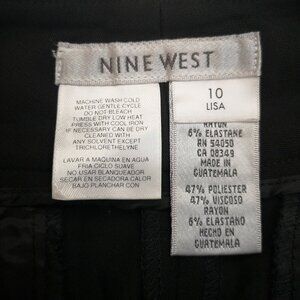 NINE WEST
MACHINE WASH COLD
WATER GENTLE CYCLE
DO NOT BLEACH
TUMBLE DRY LOW HEAT
PRESS WITH COOL IRON
IF NECESSARY CAN BE DRY
CLEANED WITH
ANY SOLVENT EXCEPT
TRICHLORETHYLENE
LAVAR A MAQUINA EN AGUA
FRIA CICLO SUAVE
NO USAR BLANQUEADOR
SECAR EN SECADORA CALOR
BAJO PLANCHAR CON
10
LISA
RAYON
6% ELASTANE
RN 54050
CA 08349
MADE IN
GUATEMALA
47% POLIESTER
47% VISCOSO
RAYON
6% ELASTANO
HECHO EN
GUATEMALA